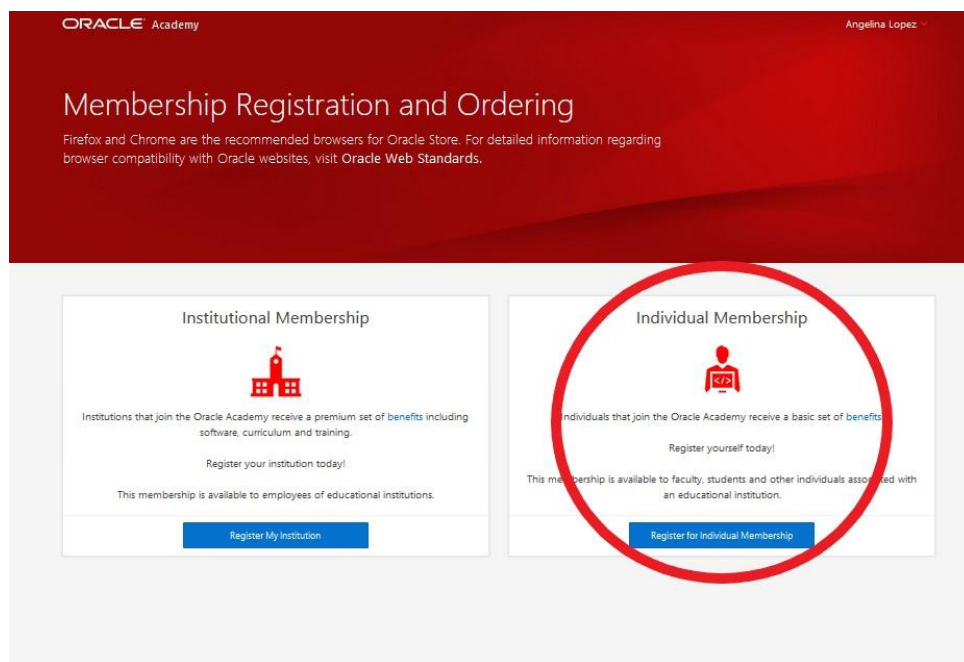 ORACLE Academy
Angelina Lopez
Membership Registration and Ordering
Firefox and Chrome are the recommended browsers for Oracle Store. For detailed information regarding
browser compatibility with Oracle websites, visit Oracle Web Standards.
Institutional Membership
Institutions that join the Oracle Academy receive a premium set of benefits including
software, curriculum and training.
Register your institution today!
This membership is available to employees of educational institutions.
Register My Institution
Individual Membership
</>
Individuals that join the Oracle Academy receive a basic set of benefits
Register yourself today!
This membership is available to faculty, students and other individuals associated with
an educational institution.
Register for Individual Membership